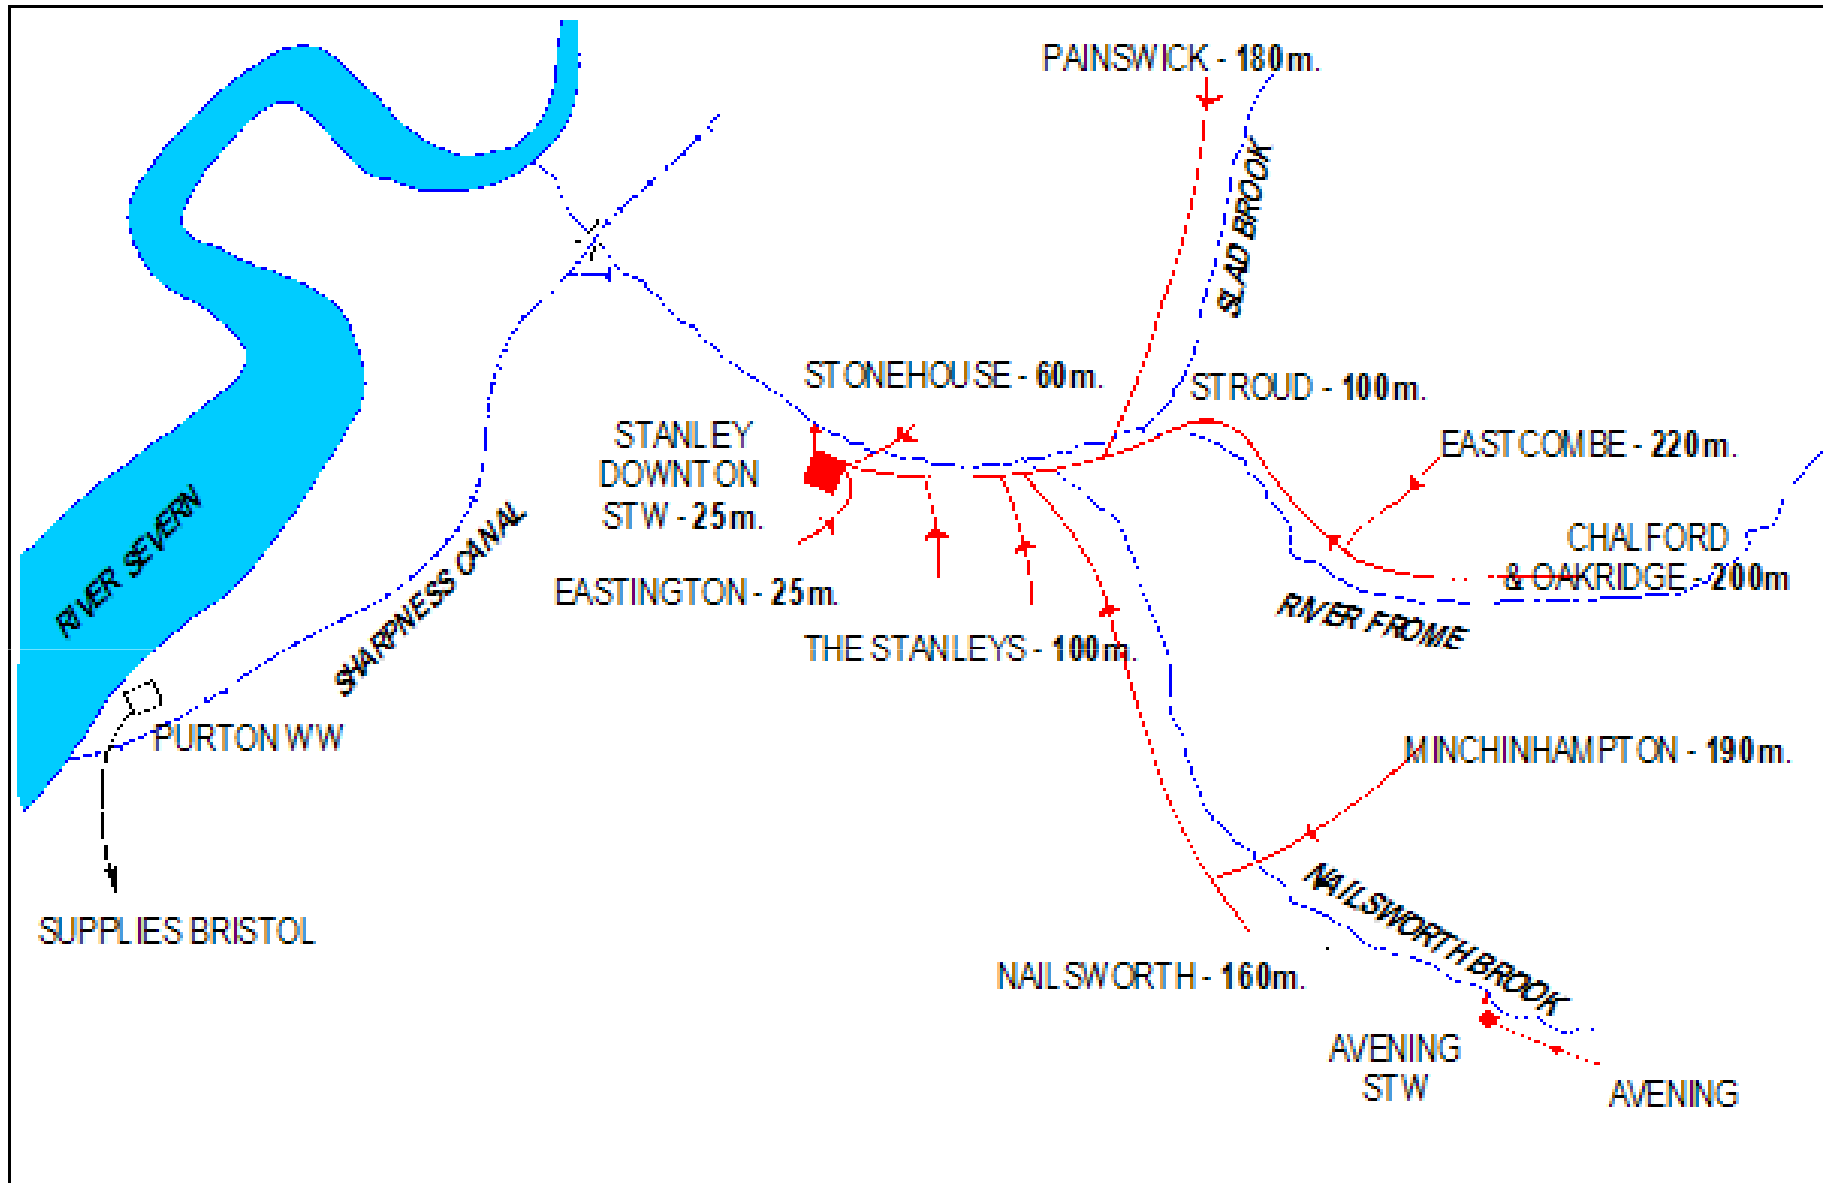 PAINSWICK - 180m.
SLAD BROOK
STONEHOUSE - 60m.
STROUD - 100m.
STANLEY
DOWNTON
STW - 25m.
EASTCOMBE - 220m.
CHALFORD
& OAKRIDGE - 200m
RIVER SEVERN
SHARPNESS CANAL
EASTINGTON - 25m.
RIVER FROME
THE STANLEYS - 100m.
PURTON WW
MINCHINHAMPTON - 190m.
SUPPLIES BRISTOL
NAILSWORTH BROOK
NAILSWORTH - 160m.
AVENING
STW
AVENING